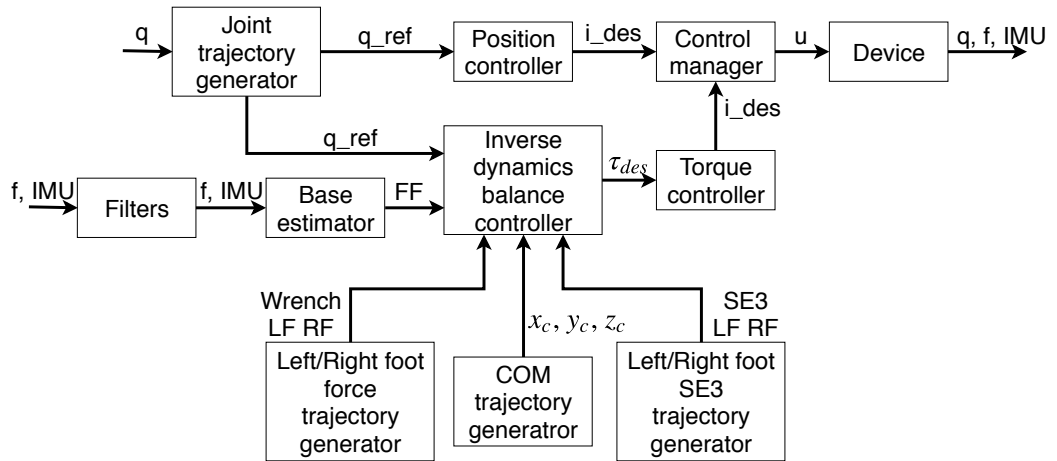 q
Joint
trajectory
generator
q_ref
Position
controller
i_des
Control
manager
u
Device
q, f, IMU
q_ref
i_des
Inverse
dynamics
balance
controller
τ_des
Torque
controller
f, IMU
Filters
f, IMU
Base
estimator
FF
Wrench
LF RF
x_c, y_c, z_c
SE3
LF RF
Left/Right foot
force
trajectory
generator
COM
trajectory
generatror
Left/Right foot
SE3
trajectory
generator